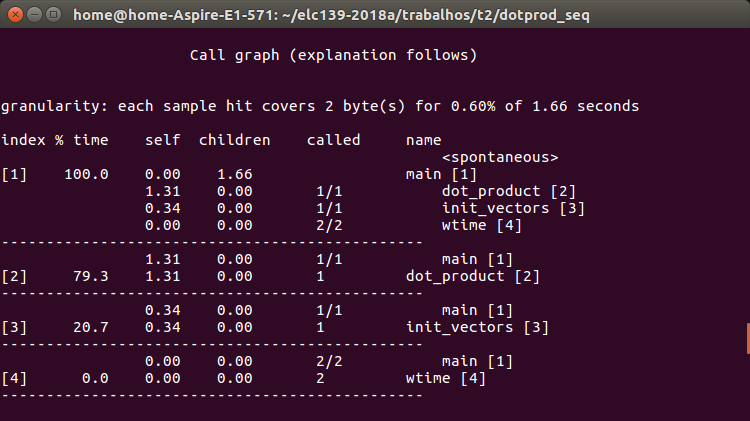 home@home-Aspire-E1-571: ~/elc139-2018a/trabalhos/t2/dotprod_seq
Call graph (explanation follows)
granularity: each sample hit covers 2 byte(s) for 0.60% of 1.66 seconds
index % time    self  children    called     name
                                                 <spontaneous>
[1]    100.0    0.00    1.66                 main [1]
                1.31    0.00       1/1           dot_product [2]
                0.34    0.00       1/1           init_vectors [3]
                0.00    0.00       2/2           wtime [4]
-----------------------------------------------
                1.31    0.00       1/1           main [1]
[2]     79.3    1.31    0.00       1         dot_product [2]
-----------------------------------------------
                0.34    0.00       1/1           main [1]
[3]     20.7    0.34    0.00       1         init_vectors [3]
-----------------------------------------------
                0.00    0.00       2/2           main [1]
[4]      0.0    0.00    0.00       2         wtime [4]
-----------------------------------------------